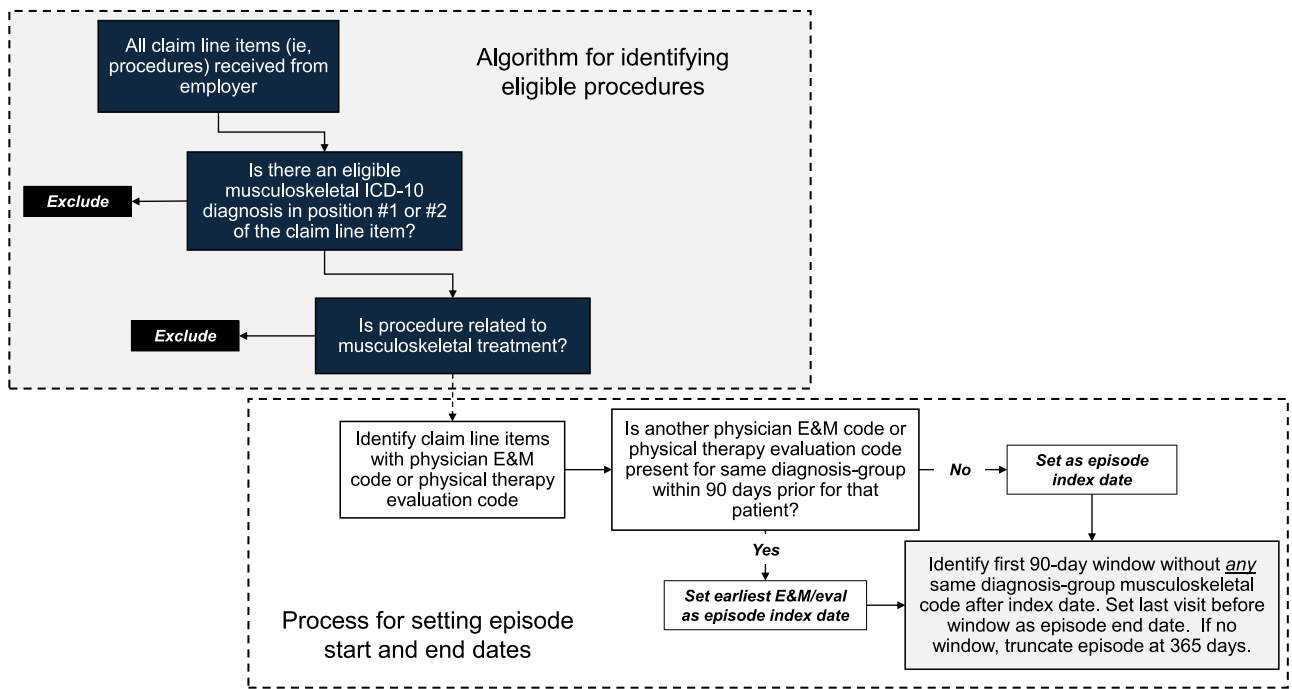 All claim line items (ie,
procedures) received from
employer
Algorithm for identifying
eligible procedures
Is there an eligible
musculoskeletal ICD-10
diagnosis in position #1 or #2
of the claim line item?
Exclude
Is procedure related to
musculoskeletal treatment?
Exclude
Identify claim line items
with physician E&M
code or physical therapy
evaluation code
Is another physician E&M code or
physical therapy evaluation code
present for same diagnosis-group
within 90 days prior for that
patient?
No
Set as episode
index date
Yes
Set earliest E&M/eval
as episode index date
Identify first 90-day window without any
same diagnosis-group musculoskeletal
code after index date. Set last visit before
window as episode end date. If no
window, truncate episode at 365 days.
Process for setting episode
start and end dates